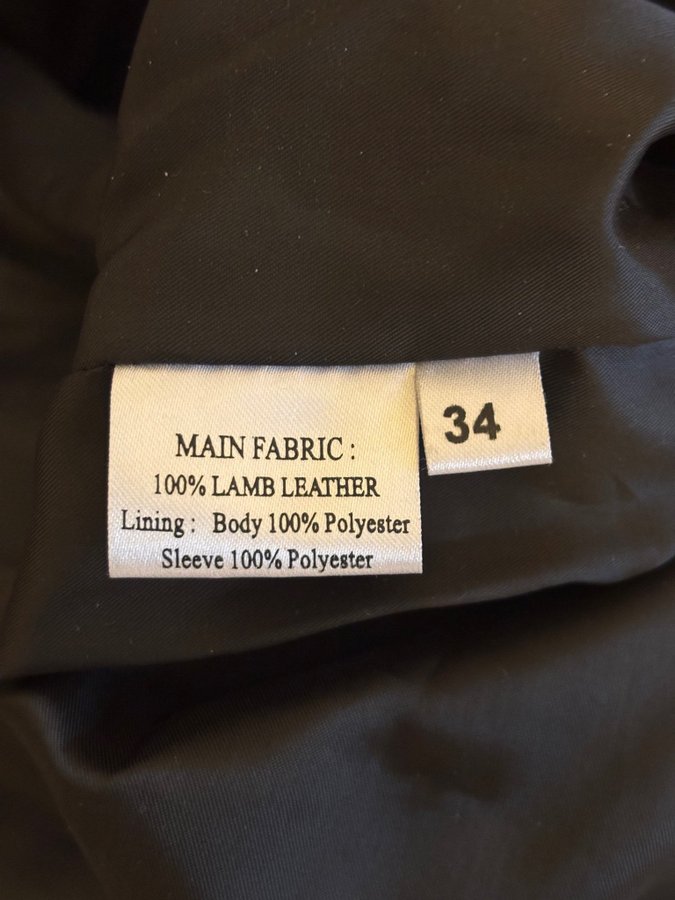 MAIN FABRIC :
100% LAMB LEATHER
Lining : Body 100% Polyester
Sleeve 100% Polyester
34